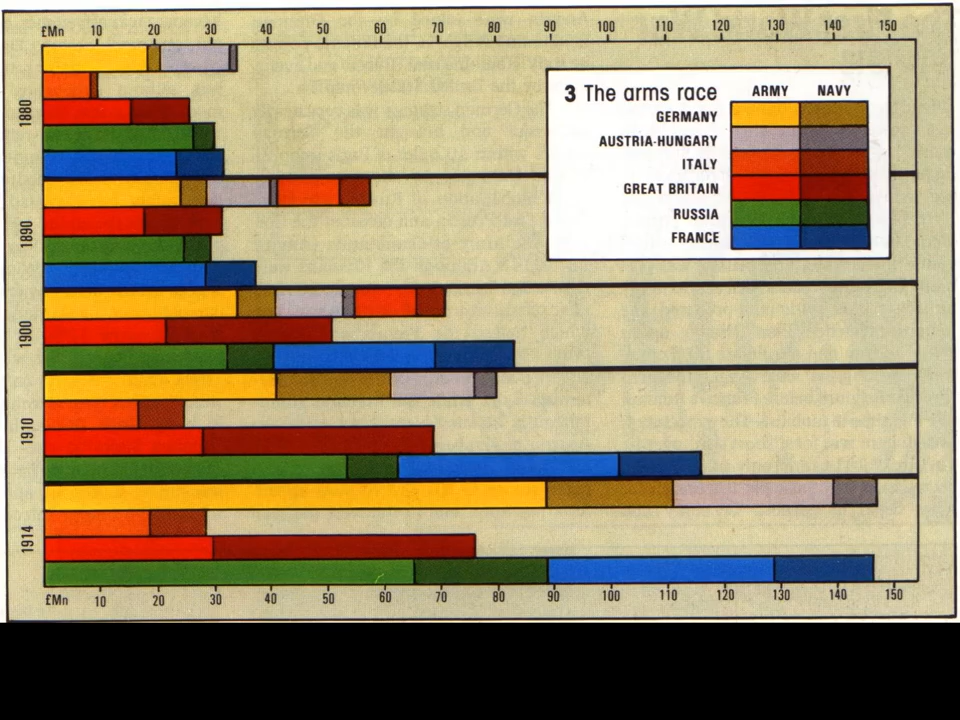 £Mn 10 20 30 40 50 60 70 80 90 100 110 120 130 140 150
3 The arms race ARMY NAVY
GERMANY
AUSTRIA-HUNGARY
ITALY
GREAT BRITAIN
RUSSIA
FRANCE
1880
1890
1900
1910
1914
£Mn 10 20 30 40 50 60 70 80 90 100 110 120 130 140 150